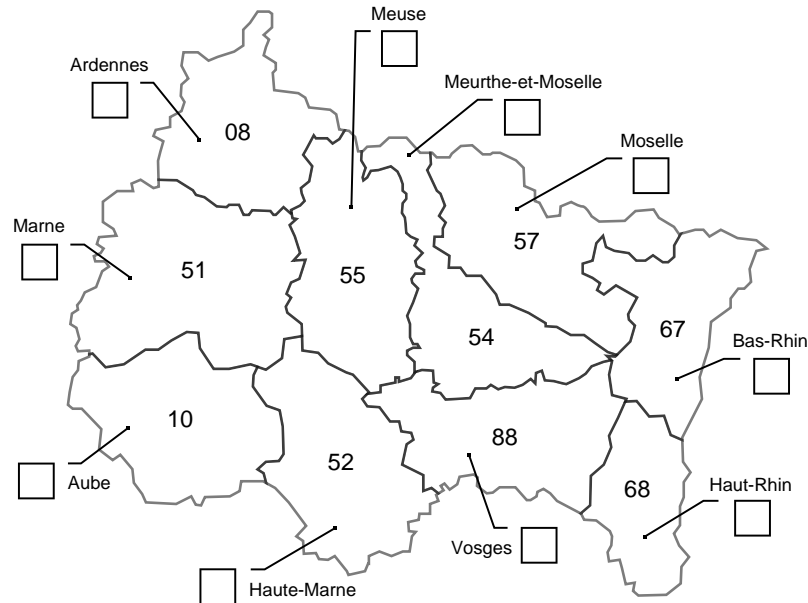 Meuse
Ardennes
Meurthe-et-Moselle
08
Moselle
Marne
57
51
55
67
54
Bas-Rhin
10
88
52
Aube
68
Haut-Rhin
Vosges
Haute-Marne